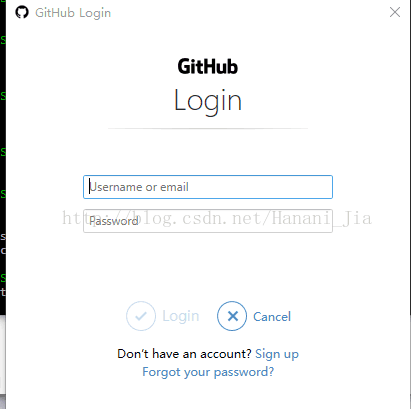 GitHub Login
GitHub
Login
Username or email
http://blog.csdn.net/Hanani_Jia
Password
Login
Cancel
Don't have an account? Sign up
Forgot your password?